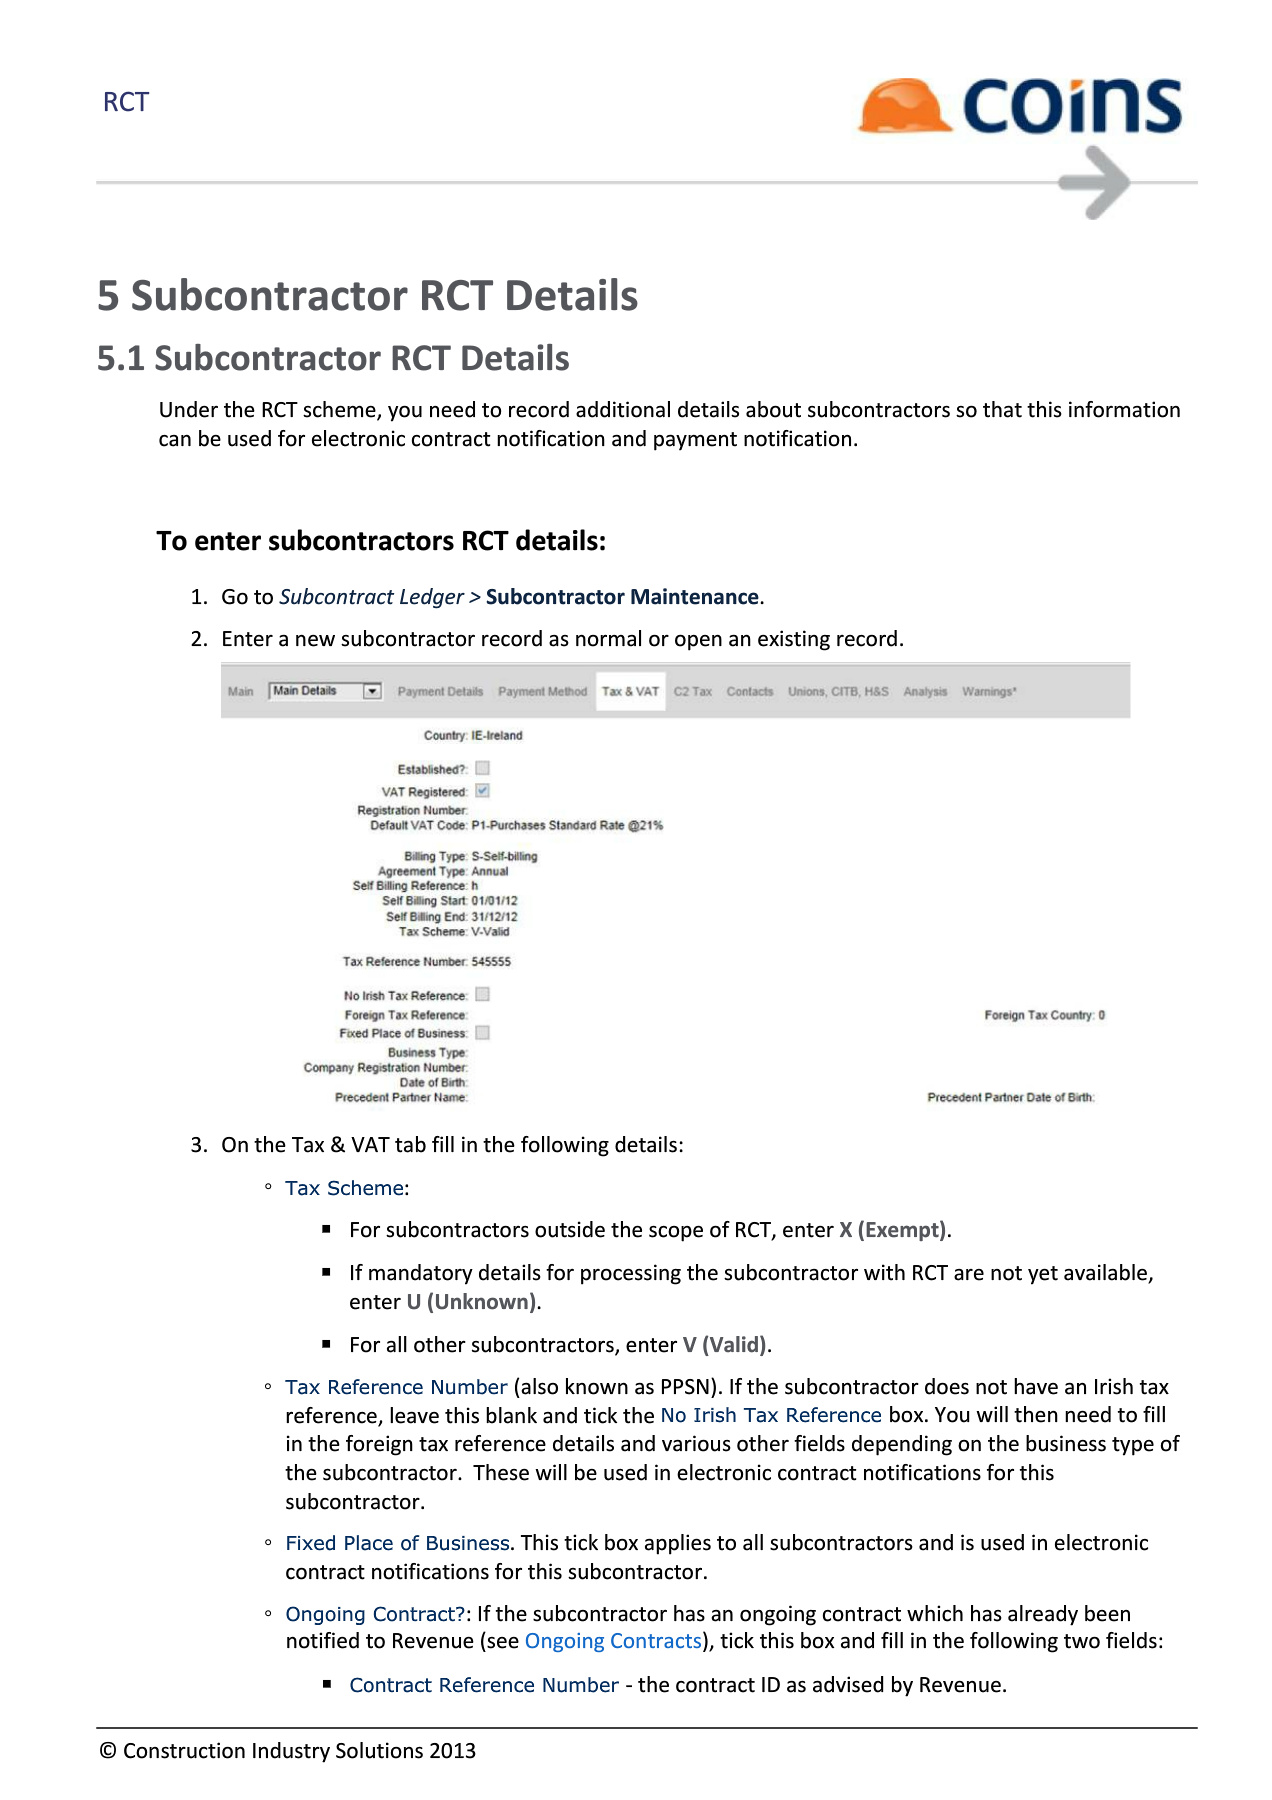 RCT
coins
5 Subcontractor RCT Details
5.1 Subcontractor RCT Details
Under the RCT scheme, you need to record additional details about subcontractors so that this information
can be used for electronic contract notification and payment notification.
To enter subcontractors RCT details:
1. Go to Subcontract Ledger > Subcontractor Maintenance.
2. Enter a new subcontractor record as normal or open an existing record.
Main Main Details Payment Details Payment Method Tax & VAT C2 Tax Contacts Unions, CITB, H&S Analysis Warnings*
Country: IE-Ireland
Established?:
VAT Registered:
Registration Number:
Default VAT Code: P1-Purchases Standard Rate @21%
Billing Type: S-Self-billing
Agreement Type: Annual
Self Billing Reference: h
Self Billing Start: 01/01/12
Self Billing End: 31/12/12
Tax Scheme: V-Valid
Tax Reference Number: 545555
No Irish Tax Reference:
Foreign Tax Reference: Foreign Tax Country: 0
Fixed Place of Business:
Business Type:
Company Registration Number:
Date of Birth:
Precedent Partner Name: Precedent Partner Date of Birth:
3. On the Tax & VAT tab fill in the following details:
◦ Tax Scheme:
▪ For subcontractors outside the scope of RCT, enter X (Exempt).
▪ If mandatory details for processing the subcontractor with RCT are not yet available,
enter U (Unknown).
▪ For all other subcontractors, enter V (Valid).
◦ Tax Reference Number (also known as PPSN). If the subcontractor does not have an Irish tax
reference, leave this blank and tick the No Irish Tax Reference box. You will then need to fill
in the foreign tax reference details and various other fields depending on the business type of
the subcontractor. These will be used in electronic contract notifications for this
subcontractor.
◦ Fixed Place of Business. This tick box applies to all subcontractors and is used in electronic
contract notifications for this subcontractor.
◦ Ongoing Contract?: If the subcontractor has an ongoing contract which has already been
notified to Revenue (see Ongoing Contracts), tick this box and fill in the following two fields:
▪ Contract Reference Number - the contract ID as advised by Revenue.
© Construction Industry Solutions 2013